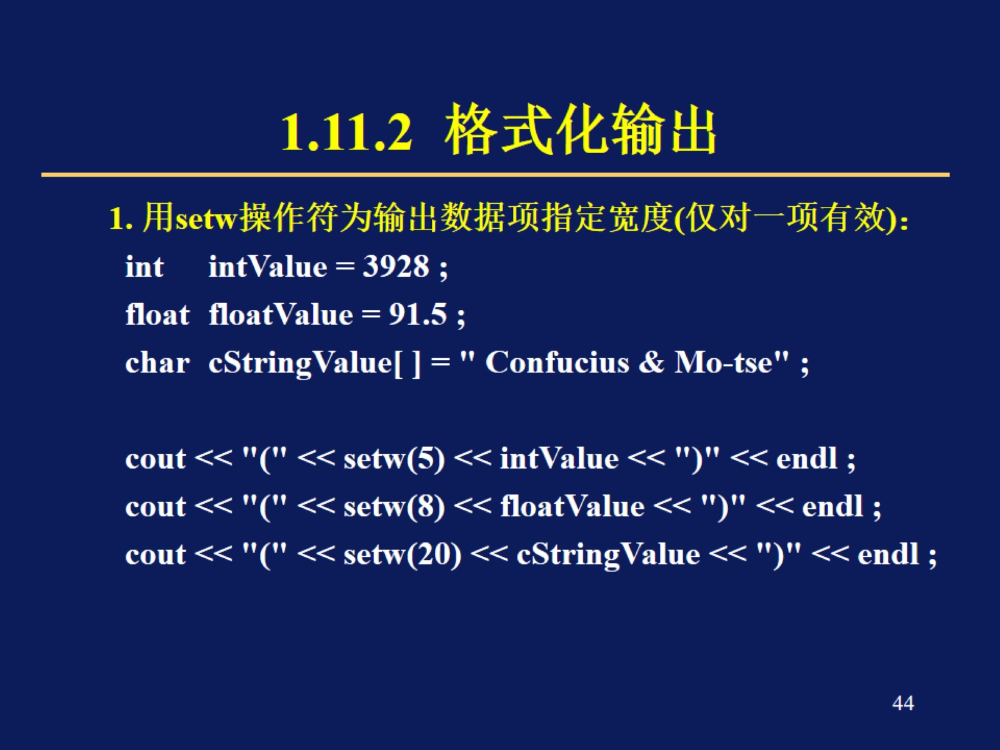 1.11.2 格式化输出
1. 用setw操作符为输出数据项指定宽度(仅对一项有效)：
int intValue = 3928 ;
float floatValue = 91.5 ;
char cStringValue[ ] = " Confucius & Mo-tse" ;
cout << "(" << setw(5) << intValue << ")" << endl ;
cout << "(" << setw(8) << floatValue << ")" << endl ;
cout << "(" << setw(20) << cStringValue << ")" << endl ;
44